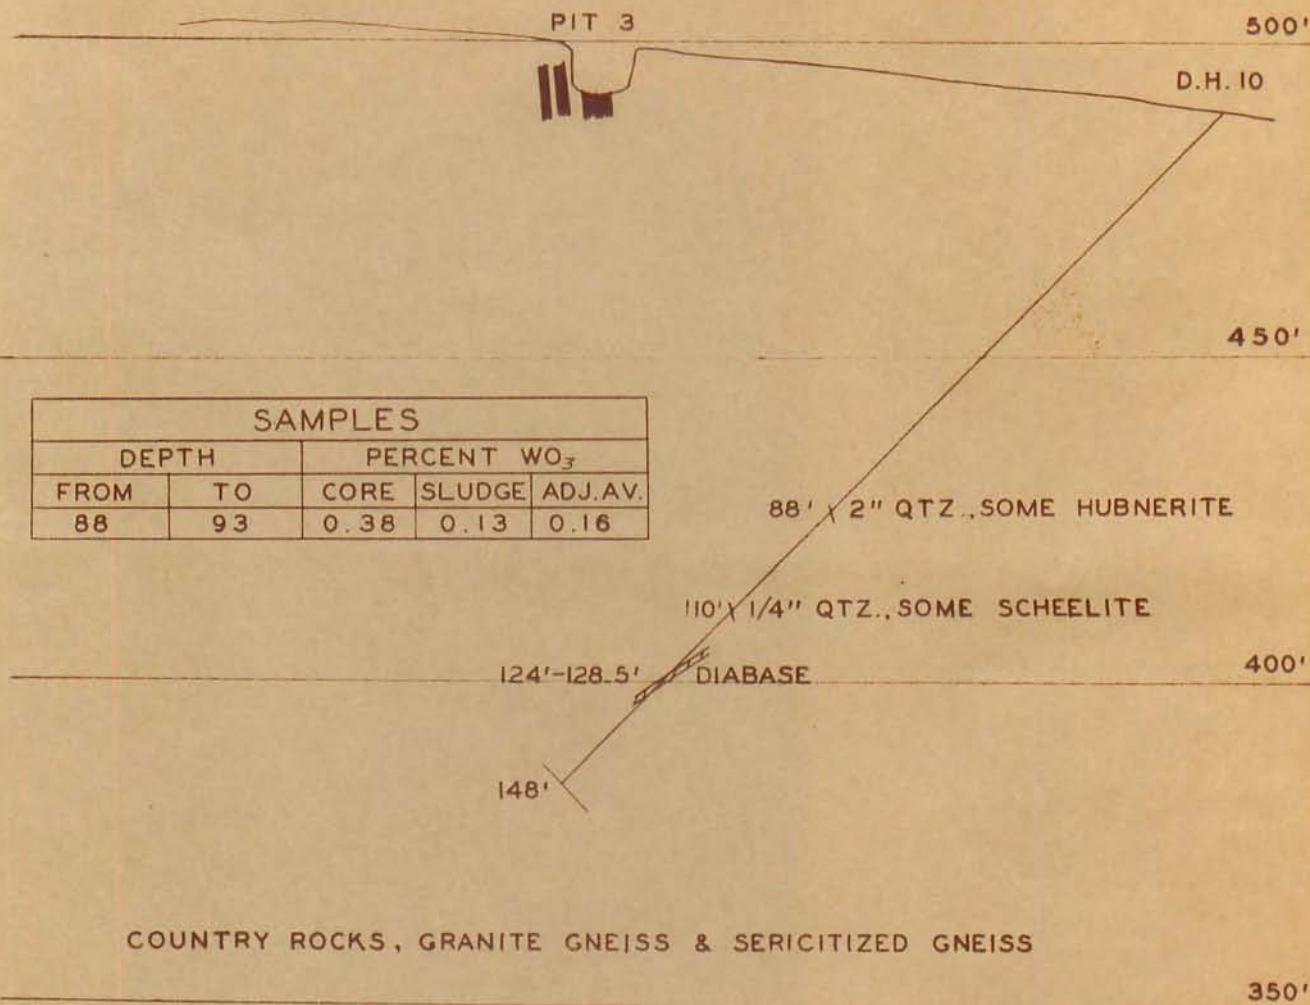 PIT 3
500'
D.H. 10
450'
SAMPLES
DEPTH PERCENT WO₃
FROM TO CORE SLUDGE ADJ.AV.
88 93 0.38 0.13 0.16
88' 2" QTZ., SOME HUBNERITE
110' 1/4" QTZ., SOME SCHEELITE
124'-128.5' DIABASE
400'
148'
COUNTRY ROCKS, GRANITE GNEISS & SERICITIZED GNEISS
350'